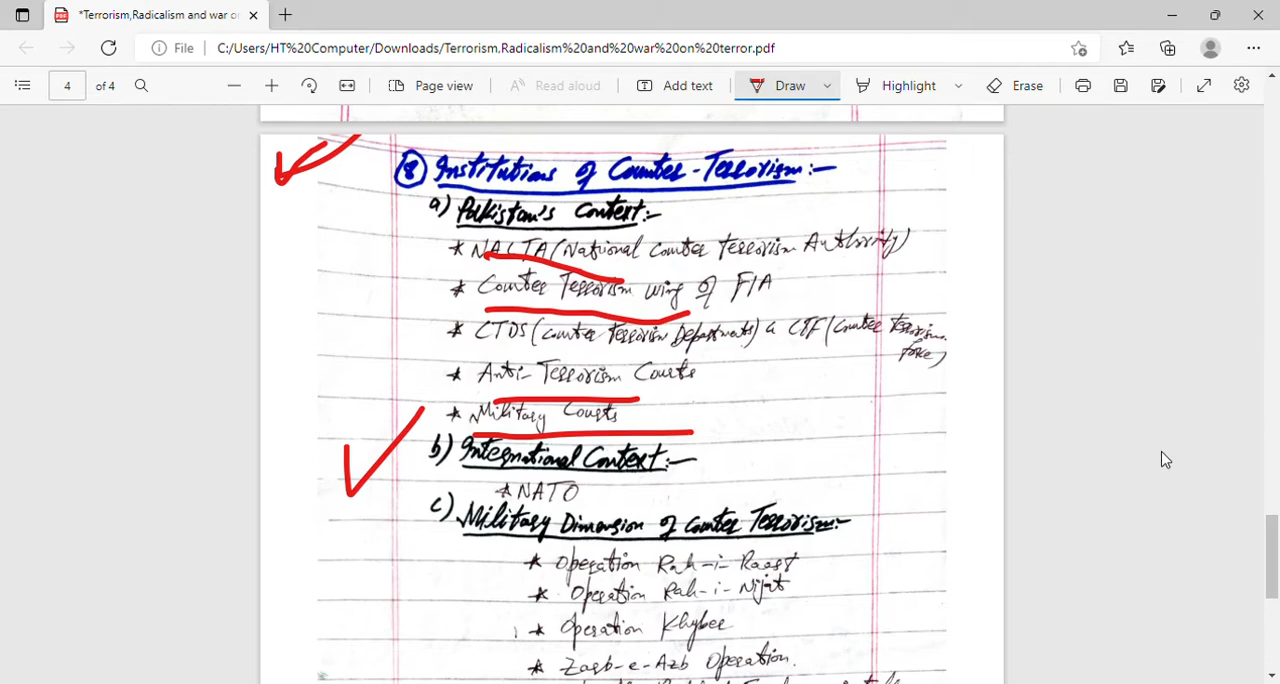 *Terrorism,Radicalism and war o
File C:/Users/HT%20Computer/Downloads/Terrorism,Radicalism%20and%20war%20on%20terror.pdf
4 of 4 Page view Read aloud Add text Draw Highlight Erase
8 Institutions of Counter-Terrorism:-
a) Pakistan's Context:-
* NACTA (National Counter Terrorism Authority)
* Counter Terrorism wing of FIA
* CTDS (Counter Terrorism Departments) & CTF (Counter Terrorism force)
* Anti-Terrorism Courts
* Military Courts
b) International Context:-
* NATO
c) Military Dimension of Counter Terrorism:-
* Operation Rah-i-Raast
* Operation Rah-i-Nijat
* Operation Khyber
* Zarb-e-Azb Operation.